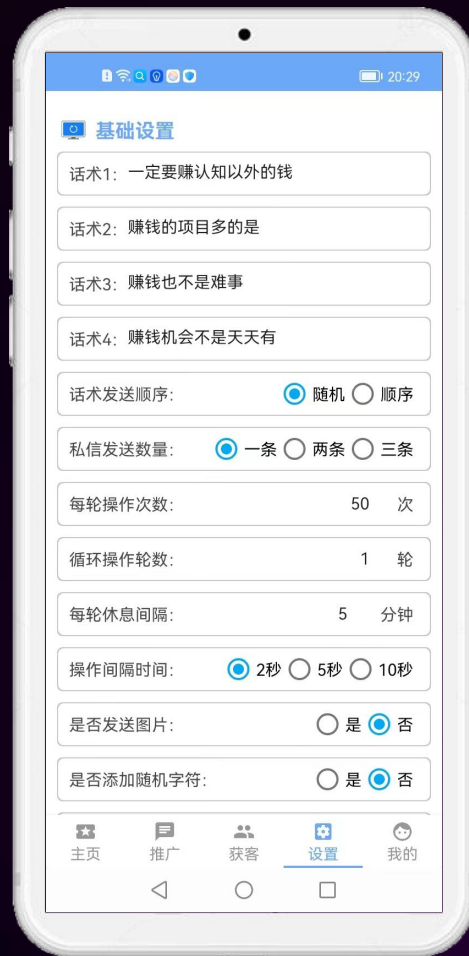 20:29
基础设置
话术1: 一定要赚认知以外的钱
话术2: 赚钱的项目多的是
话术3: 赚钱也不是难事
话术4: 赚钱机会不是天天有
话术发送顺序: 随机 顺序
私信发送数量: 一条 两条 三条
每轮操作次数: 50 次
循环操作轮数: 1 轮
每轮休息间隔: 5 分钟
操作间隔时间: 2秒 5秒 10秒
是否发送图片: 是 否
是否添加随机字符: 是 否
主页 推广 获客 设置 我的